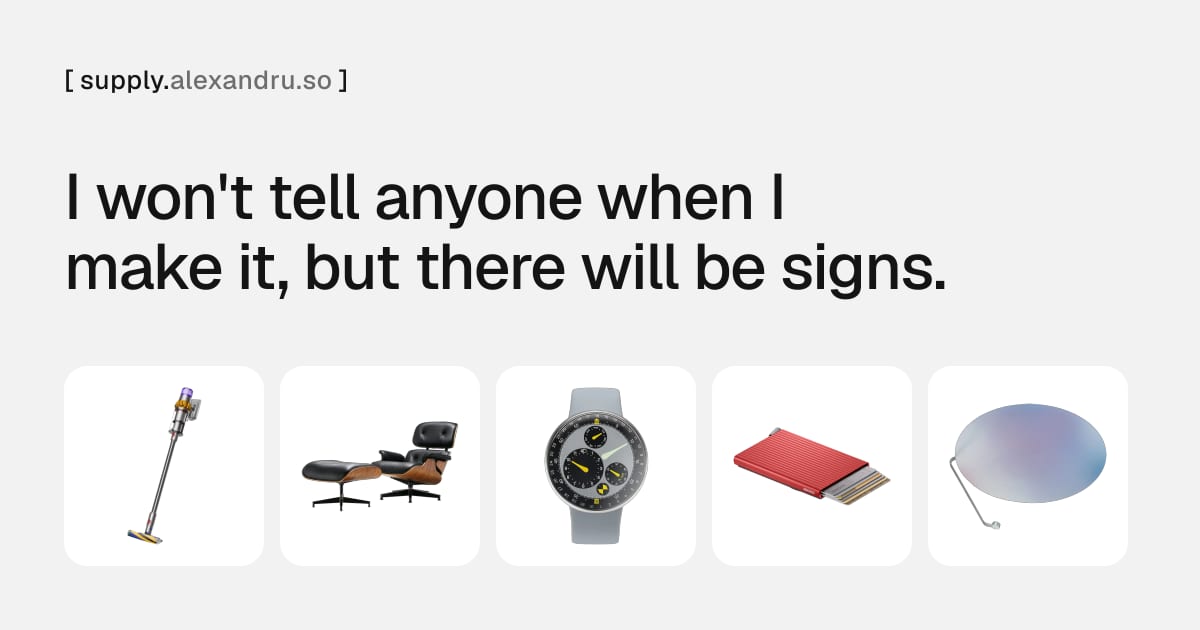 [ supply.alexandru.so ]
I won't tell anyone when I
make it, but there will be signs.